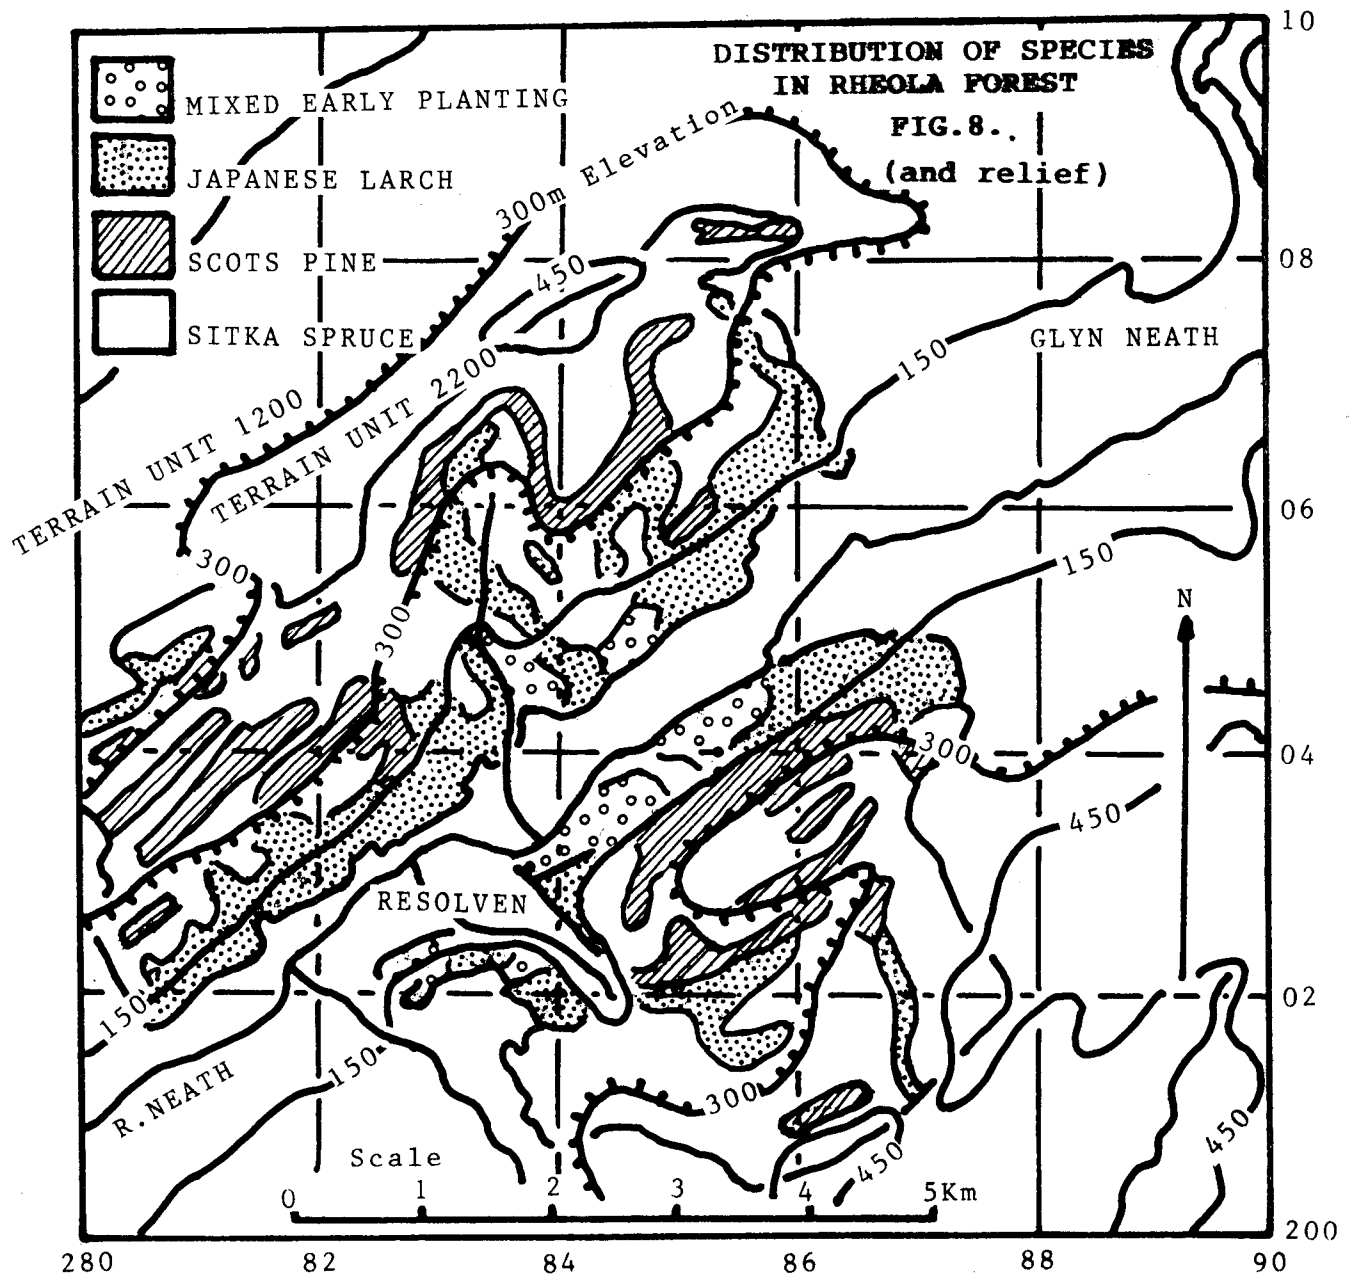 10
DISTRIBUTION OF SPECIES
IN RHEOLA FOREST
FIG.8..
(and relief)
MIXED EARLY PLANTING
JAPANESE LARCH
SCOTS PINE
SITKA SPRUCE
300m Elevation
450
08
GLYN NEATH
150
TERRAIN UNIT 1200
TERRAIN UNIT 2200
06
300
150
N
300
300
04
450
RESOLVEN
02
150
R.NEATH
150
300
450
450
Scale
0 1 2 3 4 5Km
200
280 82 84 86 88 90